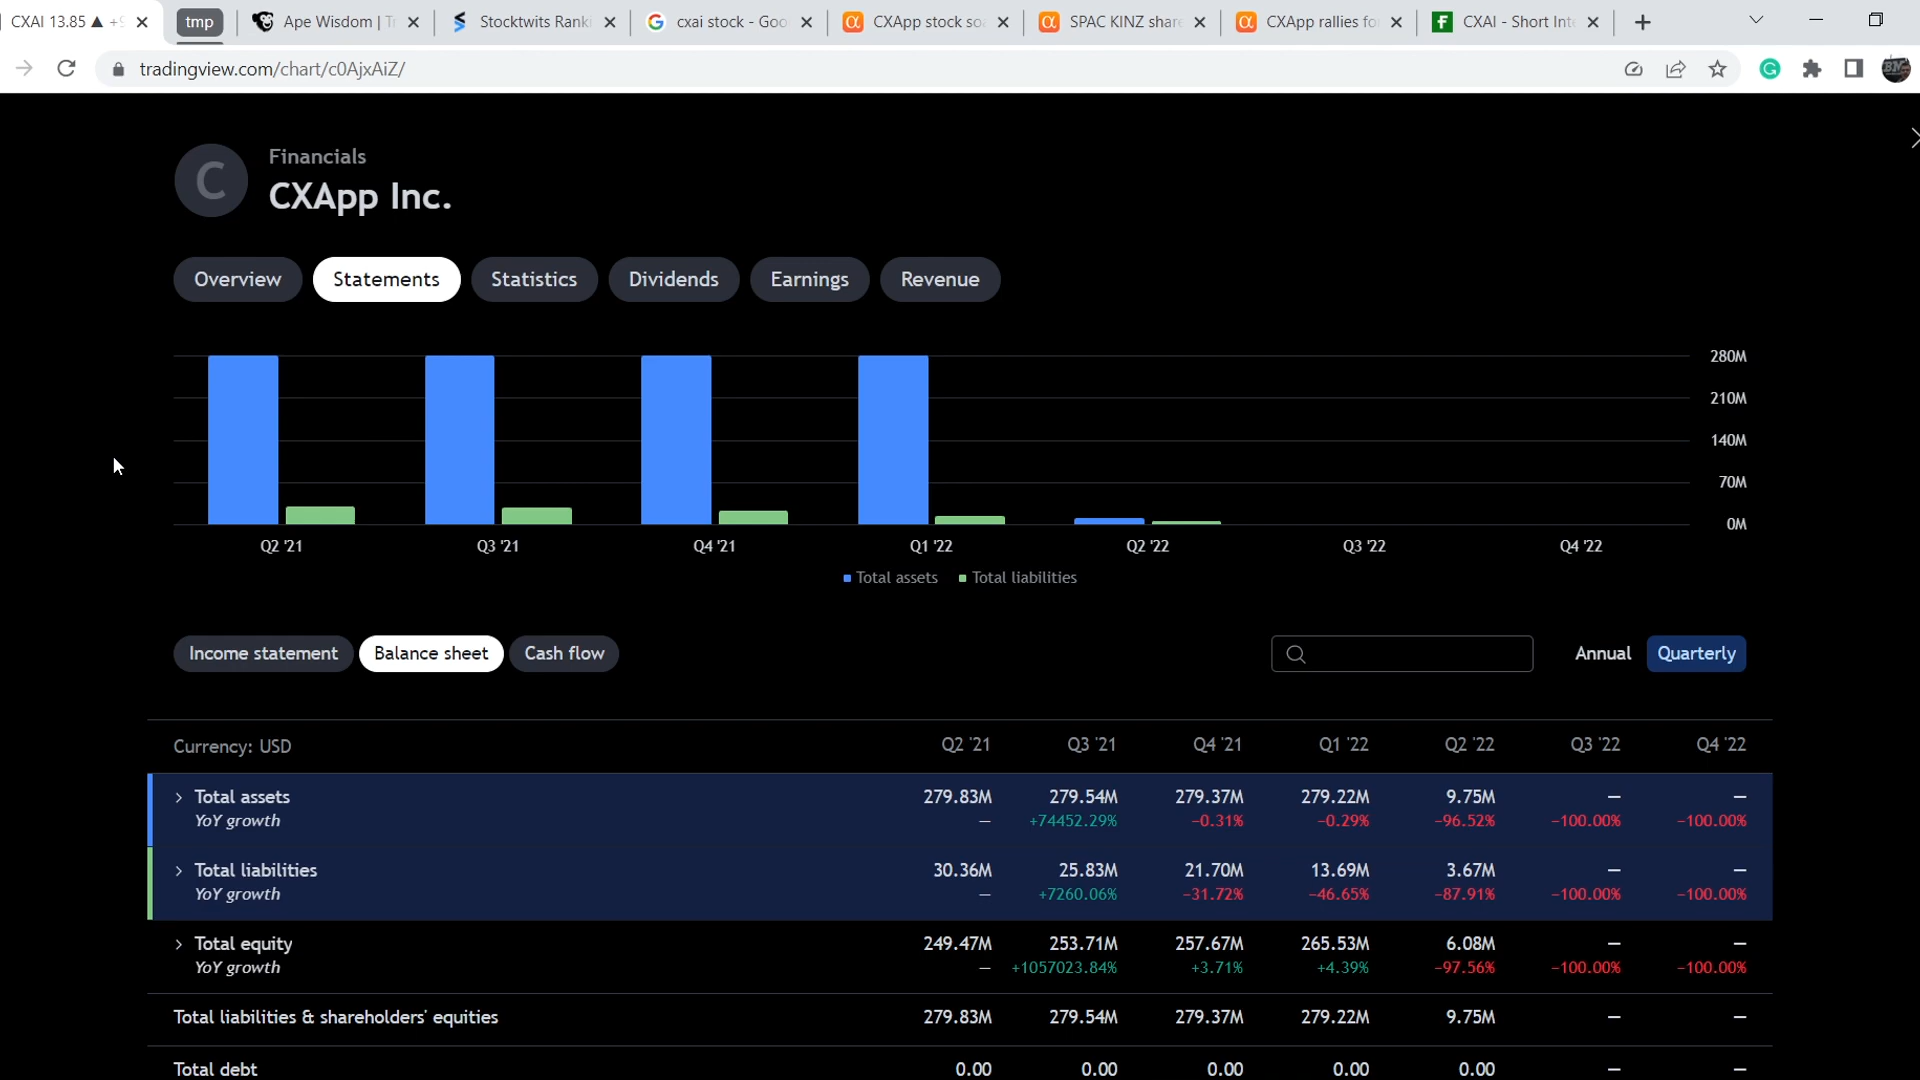 CXAI 13.85 ▲ +9
tmp
Ape Wisdom | T
Stocktwits Rank
cxai stock - Goo
CXApp stock so
SPAC KINZ share
CXApp rallies fo
CXAI - Short Int
tradingview.com/chart/c0AjxAiZ/
C
Financials
CXApp Inc.
Overview
Statements
Statistics
Dividends
Earnings
Revenue
280M
210M
140M
70M
0M
Q2 '21 Q3 '21 Q4 '21 Q1 '22 Q2 '22 Q3 '22 Q4 '22
Total assets Total liabilities
Income statement
Balance sheet
Cash flow
Annual
Quarterly
Currency: USD Q2 '21 Q3 '21 Q4 '21 Q1 '22 Q2 '22 Q3 '22 Q4 '22
Total assets 279.83M 279.54M 279.37M 279.22M 9.75M — —
YoY growth — +74452.29% −0.31% −0.29% −96.52% −100.00% −100.00%
Total liabilities 30.36M 25.83M 21.70M 13.69M 3.67M — —
YoY growth — +7260.06% −31.72% −46.65% −87.91% −100.00% −100.00%
Total equity 249.47M 253.71M 257.67M 265.53M 6.08M — —
YoY growth — +1057023.84% +3.71% +4.39% −97.56% −100.00% −100.00%
Total liabilities & shareholders' equities 279.83M 279.54M 279.37M 279.22M 9.75M — —
Total debt 0.00 0.00 0.00 0.00 0.00 — —